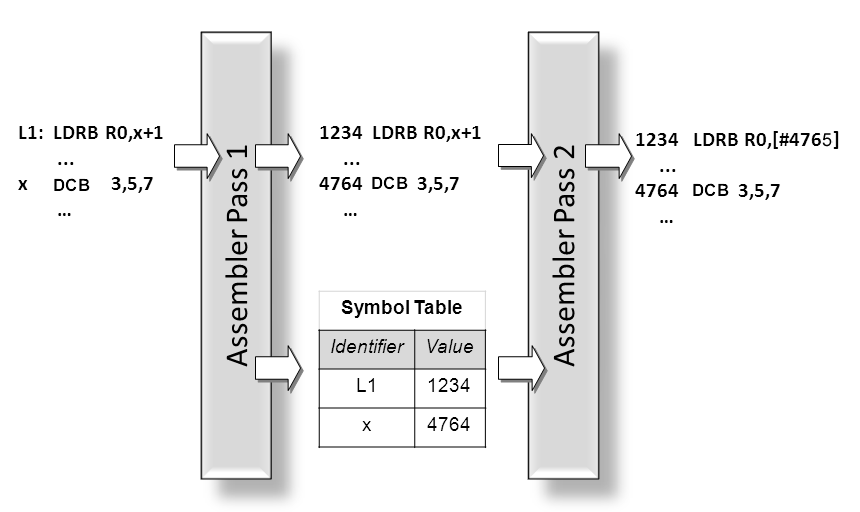 L1: LDRB R0,x+1
...
x DCB 3,5,7
...
Assembler Pass 1
1234 LDRB R0,x+1
...
4764 DCB 3,5,7
...
Symbol Table
Identifier Value
L1 1234
x 4764
Assembler Pass 2
1234 LDRB R0,[#4765]
...
4764 DCB 3,5,7
...